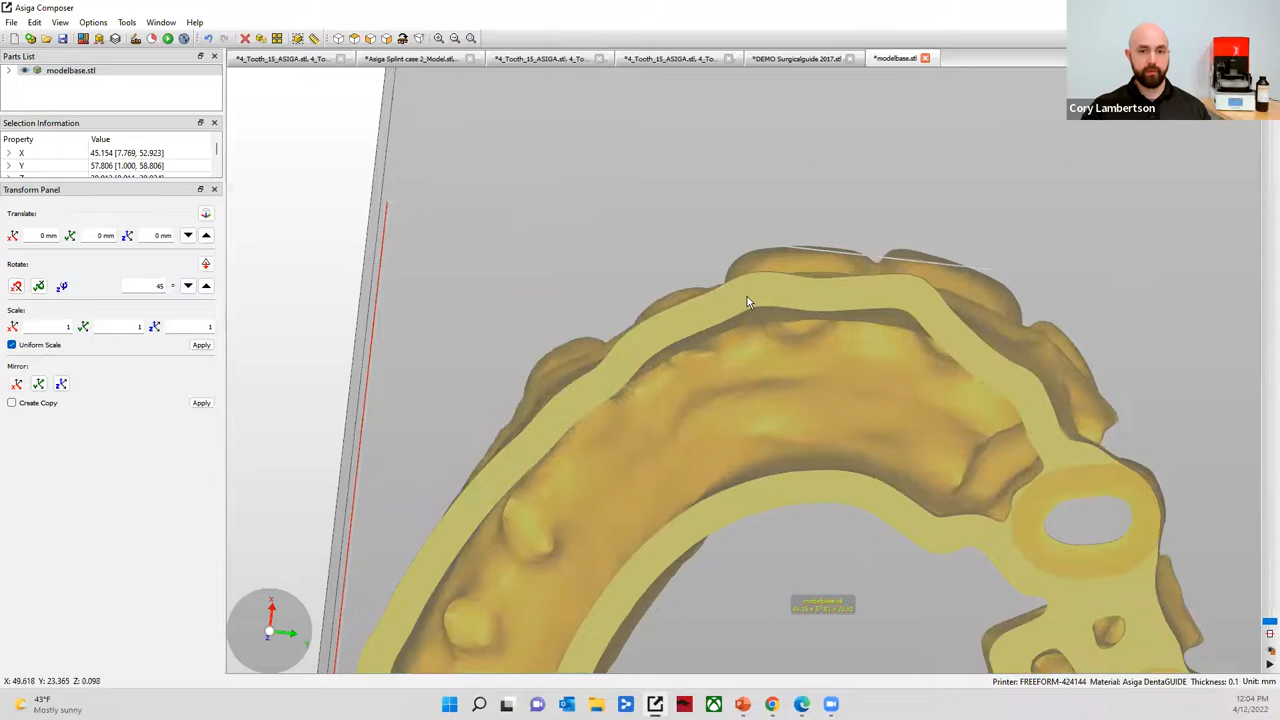 Asiga Composer
File Edit View Options Tools Window Help
Parts List
modelbase.stl
Selection Information
Property Value
X 45.154 [7.769, 52.923]
Y 57.806 [1.000, 58.806]
Transform Panel
Translate:
0 mm 0 mm 0 mm
Rotate:
45 °
Scale:
1 1 1
Uniform Scale Apply
Mirror:
Create Copy Apply
*4_Tooth_15_ASIGA.stl, 4_To... *Asiga Splint case 2_Model.stl,... *4_Tooth_15_ASIGA.stl, 4_To... *4_Tooth_15_ASIGA.stl, 4_To... *DEMO Surgicalguide 2017.stl *modelbase.stl
Cory Lambertson
modelbase.stl
X: 49.618 Y: 23.365 Z: 0.098
Printer: FREEFORM-424144 Material: Asiga DentaGUIDE Thickness: 0.1 Unit: mm
43°F
Mostly sunny
12:04 PM
4/12/2022